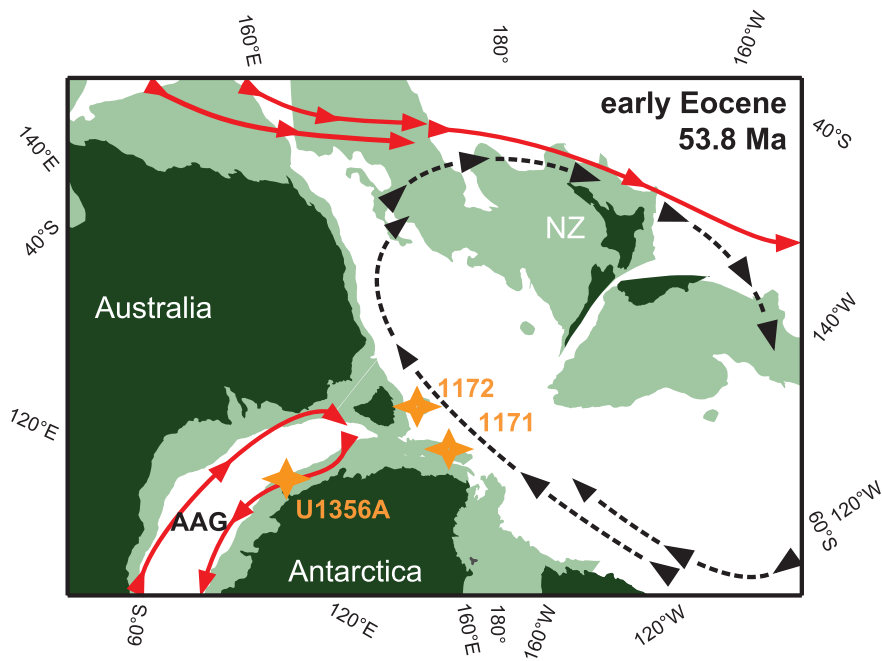 160°E
180°
160°W
early Eocene
53.8 Ma
40°S
140°E
40°S
NZ
Australia
140°W
1172
1171
120°E
U1356A
AAG
120°W
60°S
Antarctica
60°S
120°E
160°E
180°
160°W
120°W